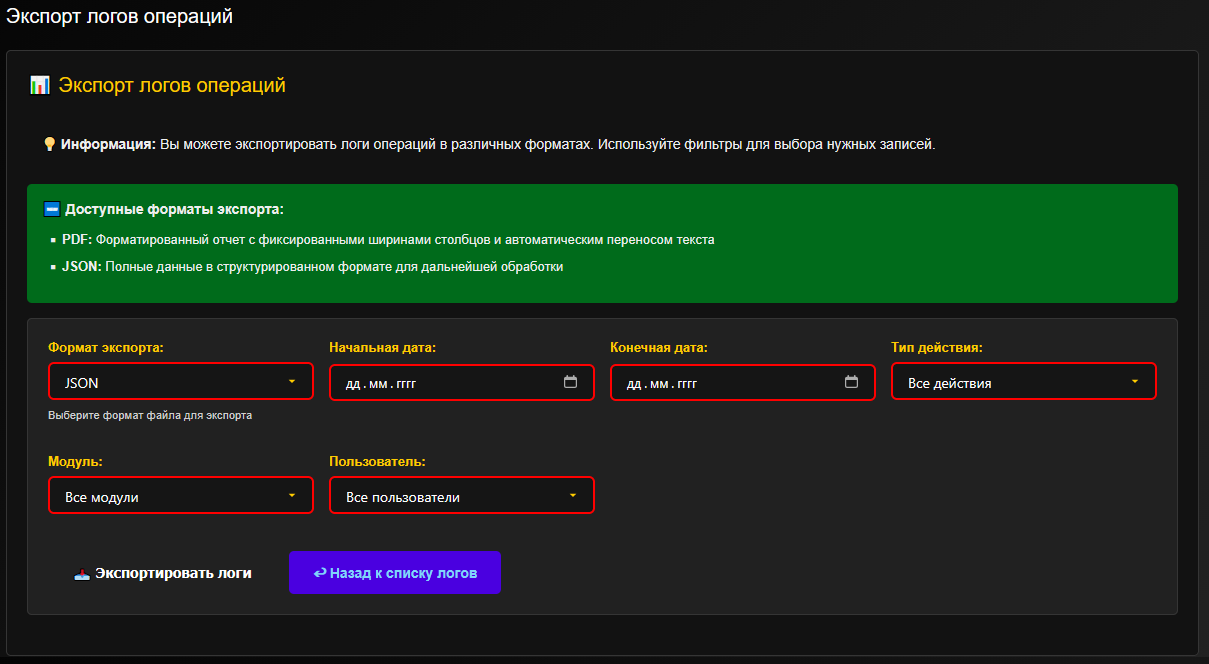 Экспорт логов операций
Экспорт логов операций
Информация: Вы можете экспортировать логи операций в различных форматах. Используйте фильтры для выбора нужных записей.
Доступные форматы экспорта:
▪ PDF: Форматированный отчет с фиксированными ширинами столбцов и автоматическим переносом текста
▪ JSON: Полные данные в структурированном формате для дальнейшей обработки
Формат экспорта: Начальная дата: Конечная дата: Тип действия:
JSON дд.мм.гггг дд.мм.гггг Все действия
Выберите формат файла для экспорта
Модуль: Пользователь:
Все модули Все пользователи
Экспортировать логи Назад к списку логов